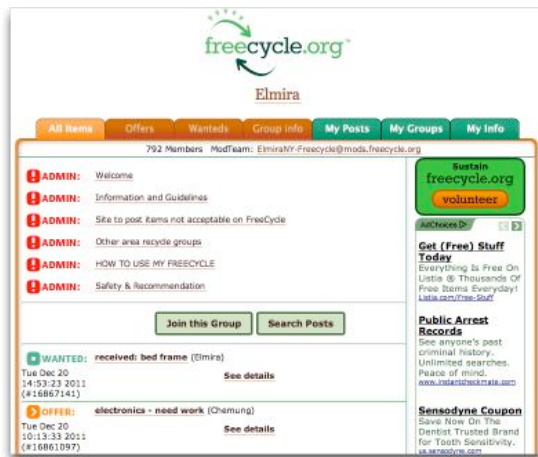 freecycle.org™
Elmira
All Items Offers Wanteds Group Info My Posts My Groups My Info
792 Members ModTeam: ElmiraNY-Freecycle@mods.freecycle.org
ADMIN: Welcome
ADMIN: Information and Guidelines
ADMIN: Site to post items not acceptable on FreeCycle
ADMIN: Other area recycle groups
ADMIN: HOW TO USE MY FREECYCLE
ADMIN: Safety & Recommendation
Join this Group Search Posts
WANTED: received: bed frame (Elmira)
Tue Dec 20
14:53:23 2011
(#16867141)
See details
OFFER: electronics - need work (Chemung)
Tue Dec 20
10:13:33 2011
(#16861097)
See details
Sustain
freecycle.org
volunteer
AdChoices
Get (Free) Stuff
Today
Everything Is Free On
Listia ® Thousands Of
Free Items Everyday!
Listia.com/Free-Stuff
Public Arrest
Records
See anyone's past
criminal history.
Unlimited searches.
Peace of mind.
www.instantcheckmate.com
Sensodyne Coupon
Save Now On The
Dentist Trusted Brand
for Tooth Sensitivity.
us.sensodyne.com